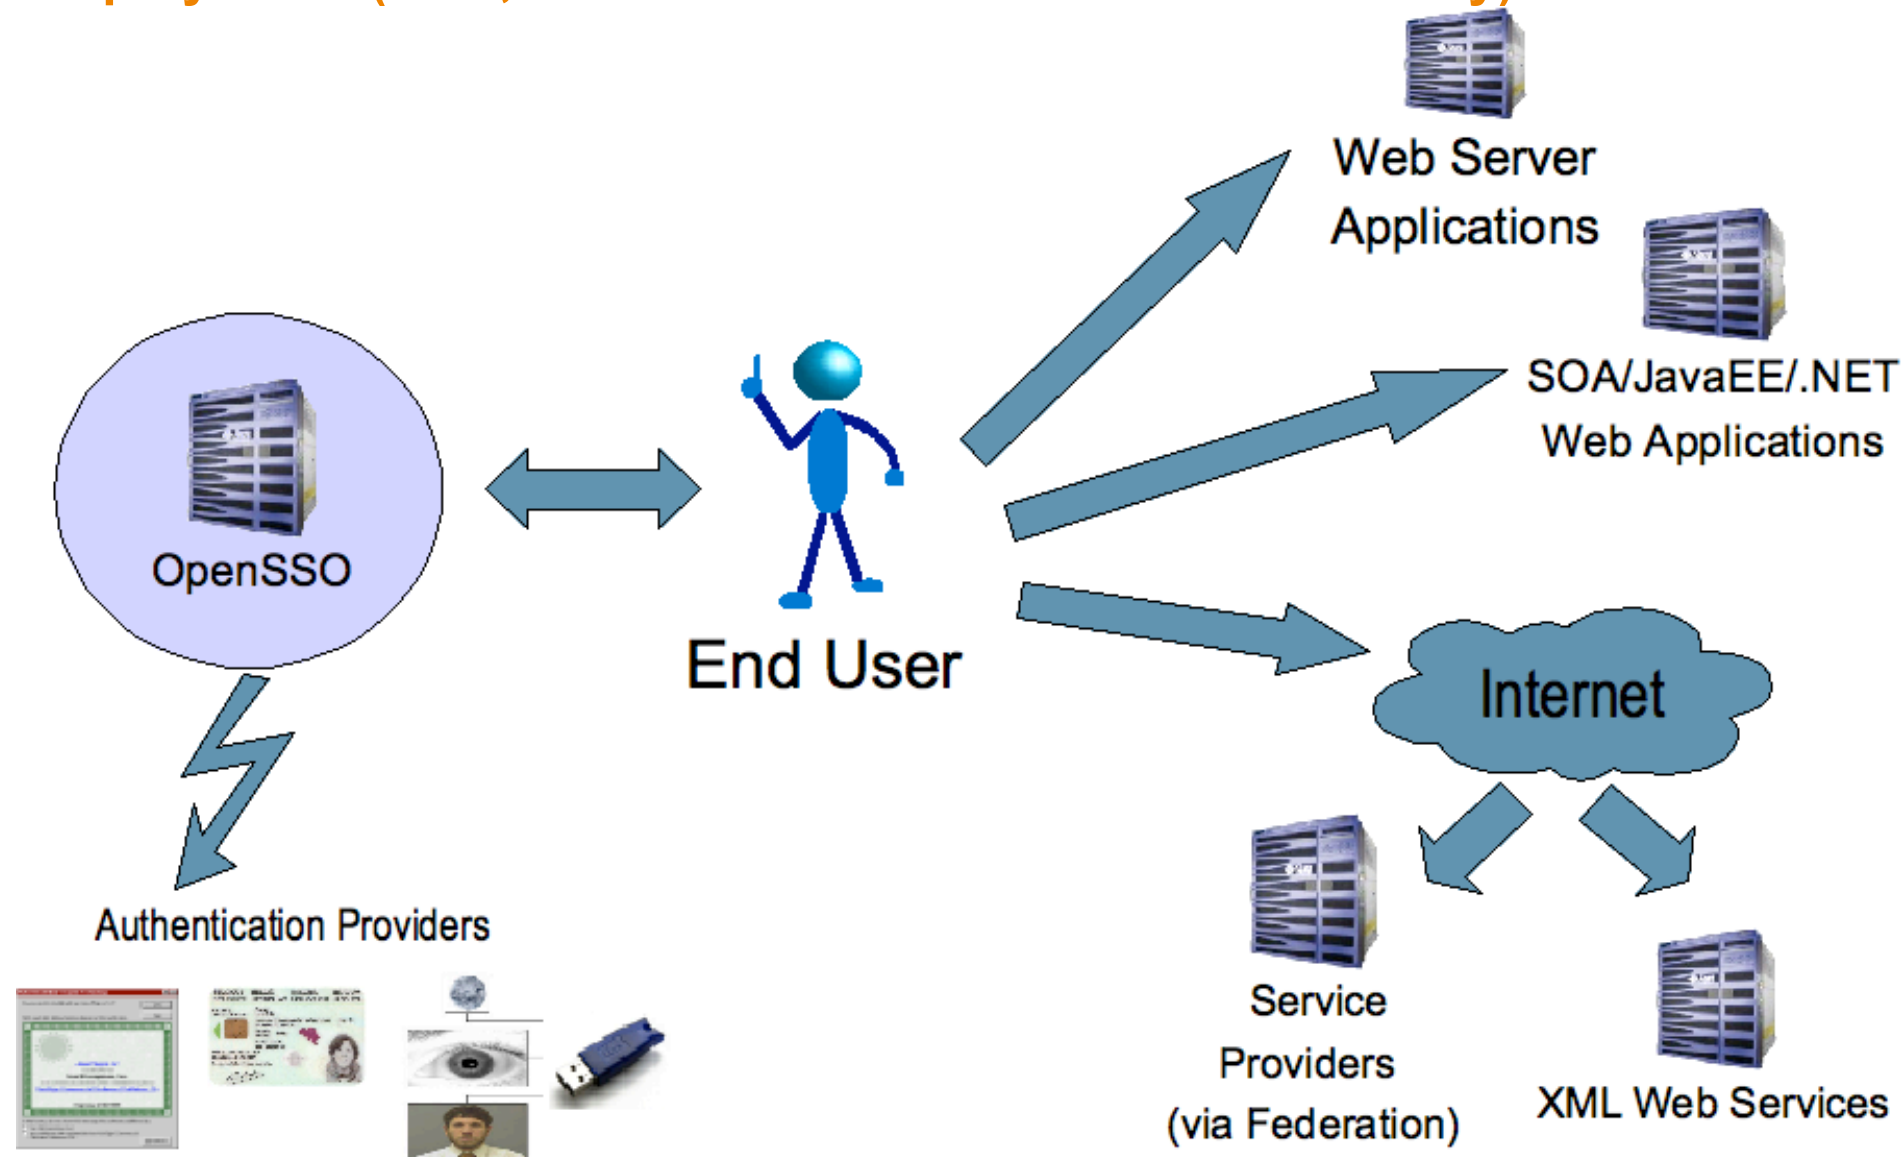 Web Server
Applications
SOA/JavaEE/.NET
Web Applications
OpenSSO
End User
Internet
Authentication Providers
Service
Providers
(via Federation)
XML Web Services